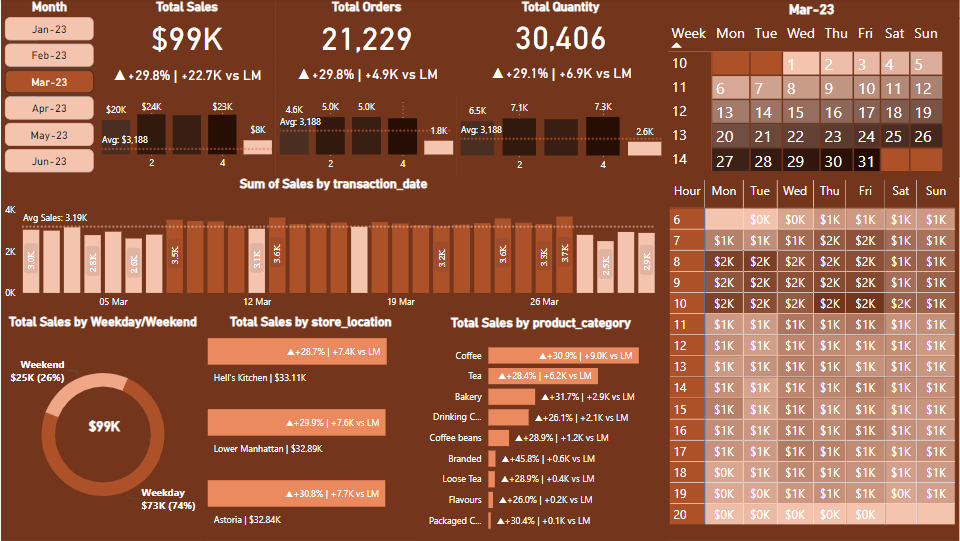 Month
Jan-23
Feb-23
Mar-23
Apr-23
May-23
Jun-23
Total Sales
$99K
▲+29.8% | +22.7K vs LM
$20K $24K $23K $8K
Avg: $3,188
2 4
Total Orders
21,229
▲+29.8% | +4.9K vs LM
4.6K 5.0K 5.0K 1.8K
Avg: 3,188
2 4
Total Quantity
30,406
▲+29.1% | +6.9K vs LM
6.5K 7.1K 7.3K 2.6K
Avg: 3,188
2 4
Mar-23
Week Mon Tue Wed Thu Fri Sat Sun
10 1 2 3 4 5
11 6 7 8 9 10 11 12
12 13 14 15 16 17 18 19
13 20 21 22 23 24 25 26
14 27 28 29 30 31
Sum of Sales by transaction_date
4K
2K
0K
Avg Sales: 3.19K
3.0K 2.8K 2.6K 3.5K 3.1K 3.6K 3.2K 3.6K 3.3K 3.7K 2.5K 2.9K
05 Mar 12 Mar 19 Mar 26 Mar
Total Sales by Weekday/Weekend
Weekend
$25K (26%)
$99K
Weekday
$73K (74%)
Total Sales by store_location
▲+28.7% | +7.4K vs LM
Hell's Kitchen | $33.11K
▲+29.9% | +7.6K vs LM
Lower Manhattan | $32.89K
▲+30.8% | +7.7K vs LM
Astoria | $32.84K
Total Sales by product_category
Coffee ▲+30.9% | +9.0K vs LM
Tea ▲+28.4% | +6.2K vs LM
Bakery ▲+31.7% | +2.9K vs LM
Drinking C... ▲+26.1% | +2.1K vs LM
Coffee beans ▲+28.9% | +1.2K vs LM
Branded ▲+45.8% | +0.6K vs LM
Loose Tea ▲+28.9% | +0.4K vs LM
Flavours ▲+26.0% | +0.2K vs LM
Packaged C... ▲+30.4% | +0.1K vs LM
Hour Mon Tue Wed Thu Fri Sat Sun
6 $0K $0K $1K $1K $1K $1K
7 $1K $1K $1K $2K $2K $1K $1K
8 $2K $2K $2K $2K $2K $1K $1K
9 $2K $2K $2K $2K $2K $1K $1K
10 $2K $2K $2K $2K $2K $1K $1K
11 $1K $1K $1K $1K $1K $1K $1K
12 $1K $1K $1K $1K $1K $1K $1K
13 $1K $1K $1K $1K $1K $1K $1K
14 $1K $1K $1K $1K $1K $1K $1K
15 $1K $1K $1K $1K $1K $1K $1K
16 $1K $1K $1K $1K $1K $1K $1K
17 $1K $1K $1K $1K $1K $1K $1K
18 $0K $1K $1K $1K $1K $1K $1K
19 $0K $0K $1K $1K $1K $0K $1K
20 $0K $0K $0K $0K $0K